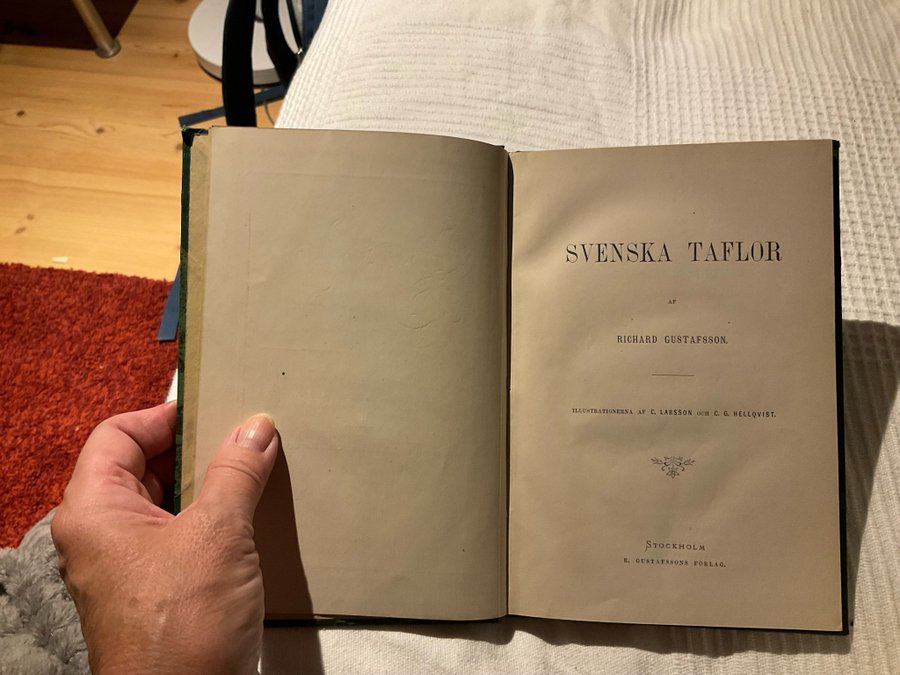 SVENSKA TAFLOR
AF
RICHARD GUSTAFSSON.
ILLUSTRATIONERNA AF C. LARSSON OCH C. G. HELLQVIST.
STOCKHOLM
R. GUSTAFSSONS FÖRLAG.